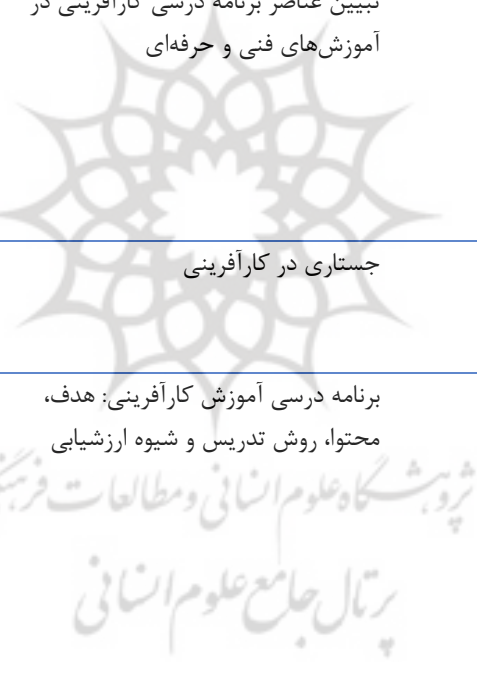 تبیین عناصر برنامه درسی کارآفرینی در
آموزش‌های فنی و حرفه‌ای
جستاری در کارآفرینی
برنامه درسی آموزش کارآفرینی: هدف،
محتوا، روش تدریس و شیوه ارزشیابی
پژوهشگاه علوم انسانی و مطالعات
پرتال جامع علوم انسانی